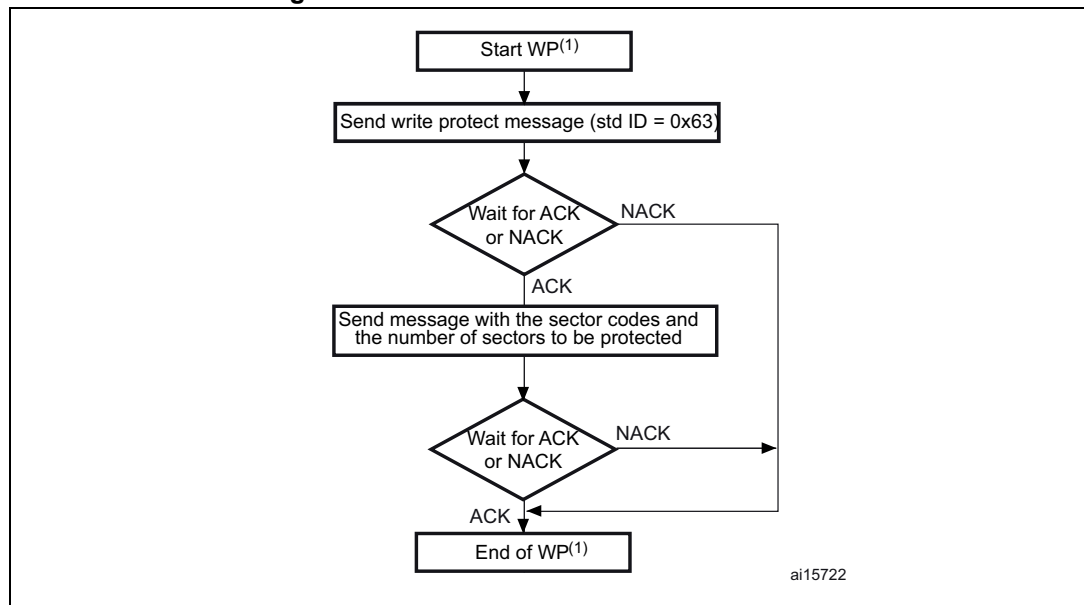 Start WP(1)
Send write protect message (std ID = 0x63)
Wait for ACK
or NACK
NACK
ACK
Send message with the sector codes and
the number of sectors to be protected
Wait for ACK
or NACK
NACK
ACK
End of WP(1)
ai15722